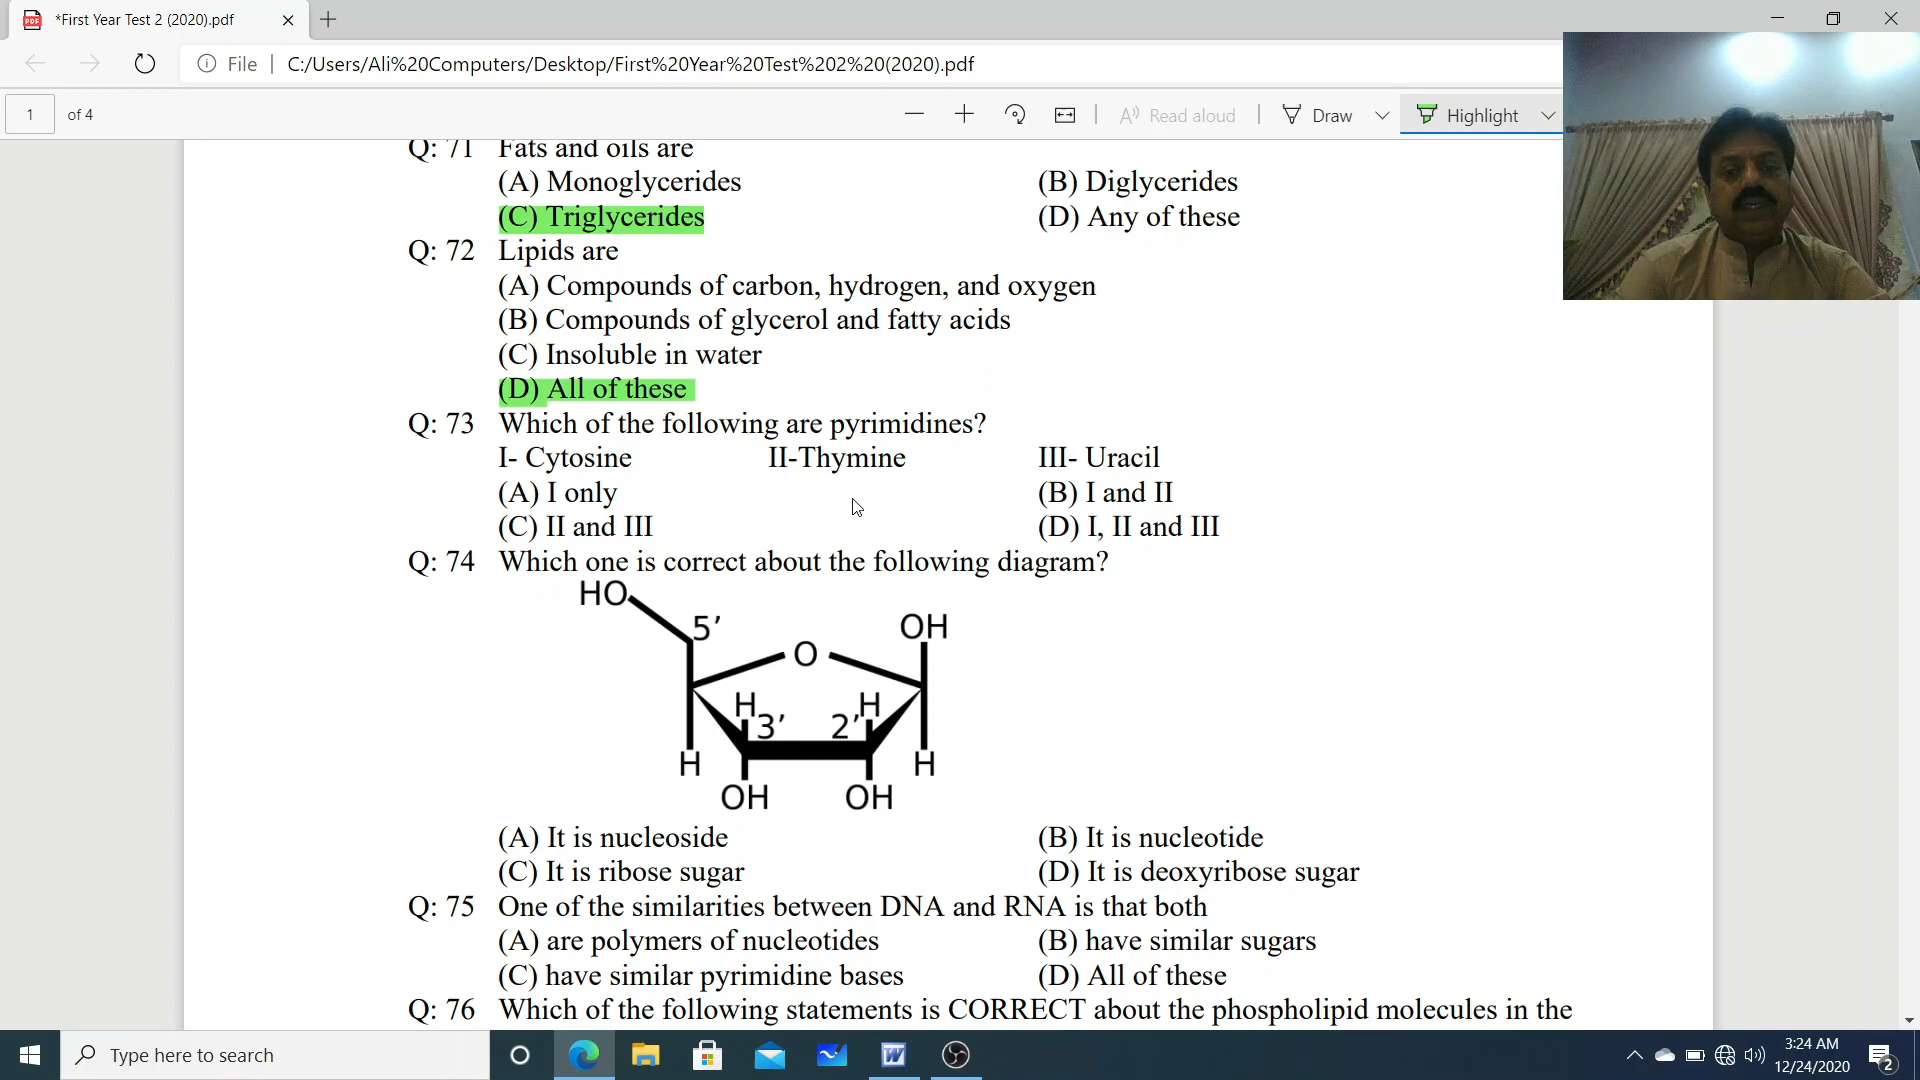 *First Year Test 2 (2020).pdf
File | C:/Users/Ali%20Computers/Desktop/First%20Year%20Test%202%20(2020).pdf
1 of 4
Read aloud
Draw
Highlight
Q: 71 Fats and oils are
(A) Monoglycerides (B) Diglycerides
(C) Triglycerides (D) Any of these
Q: 72 Lipids are
(A) Compounds of carbon, hydrogen, and oxygen
(B) Compounds of glycerol and fatty acids
(C) Insoluble in water
(D) All of these
Q: 73 Which of the following are pyrimidines?
I- Cytosine II-Thymine III- Uracil
(A) I only (B) I and II
(C) II and III (D) I, II and III
Q: 74 Which one is correct about the following diagram?
HO
5’ OH
O
H H
3’ 2’
H H
OH OH
(A) It is nucleoside (B) It is nucleotide
(C) It is ribose sugar (D) It is deoxyribose sugar
Q: 75 One of the similarities between DNA and RNA is that both
(A) are polymers of nucleotides (B) have similar sugars
(C) have similar pyrimidine bases (D) All of these
Q: 76 Which of the following statements is CORRECT about the phospholipid molecules in the
Type here to search
3:24 AM
12/24/2020
2